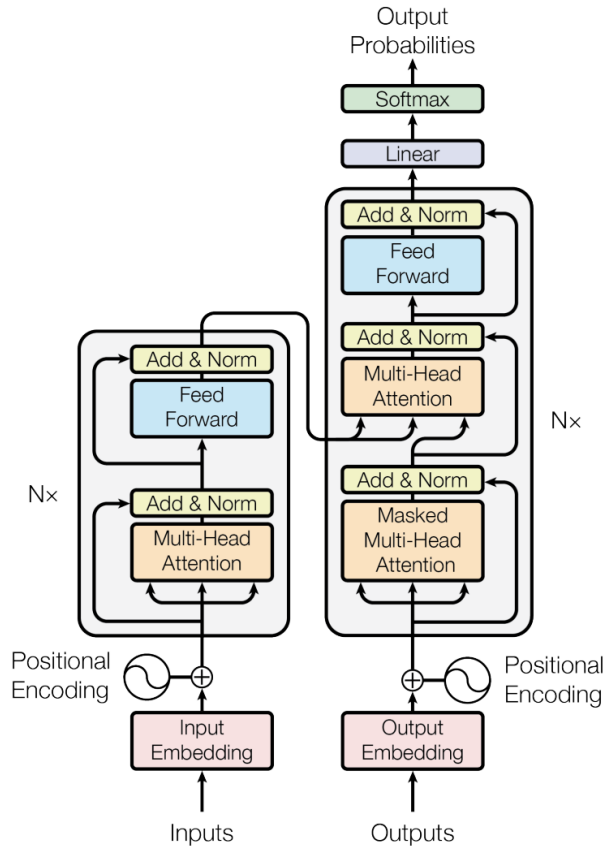 Output
Probabilities
Softmax
Linear
Add & Norm
Feed
Forward
Add & Norm
Multi-Head
Attention
Add & Norm
Masked
Multi-Head
Attention
N×
Add & Norm
Feed
Forward
Add & Norm
Multi-Head
Attention
N×
Positional
Encoding
Positional
Encoding
Input
Embedding
Output
Embedding
Inputs
Outputs